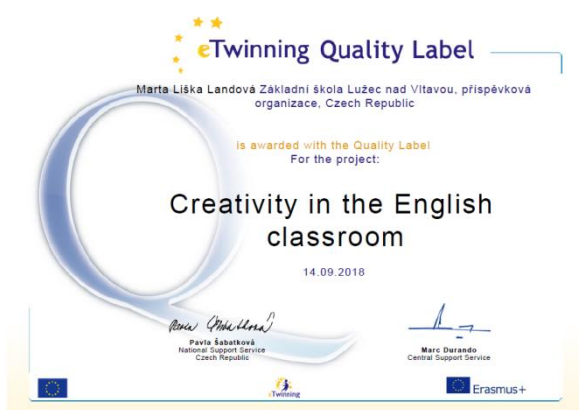 eTwinning Quality Label
Marta Liška Landová Základní škola Lužec nad Vltavou, příspěvková
organizace, Czech Republic
is awarded with the Quality Label
For the project:
Creativity in the English
classroom
14.09.2018
Pavla Šabatková
National Support Service
Czech Republic
Marc Durando
Central Support Service
eTwinning
Erasmus+